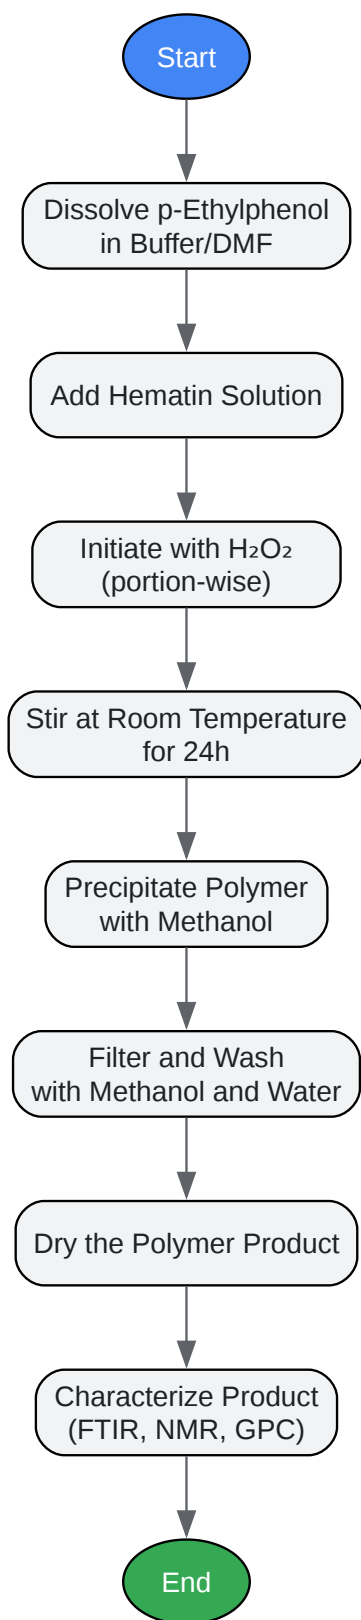 Start
Dissolve p-Ethylphenol
in Buffer/DMF
Add Hematin Solution
Initiate with H₂O₂
(portion-wise)
Stir at Room Temperature
for 24h
Precipitate Polymer
with Methanol
Filter and Wash
with Methanol and Water
Dry the Polymer Product
Characterize Product
(FTIR, NMR, GPC)
End